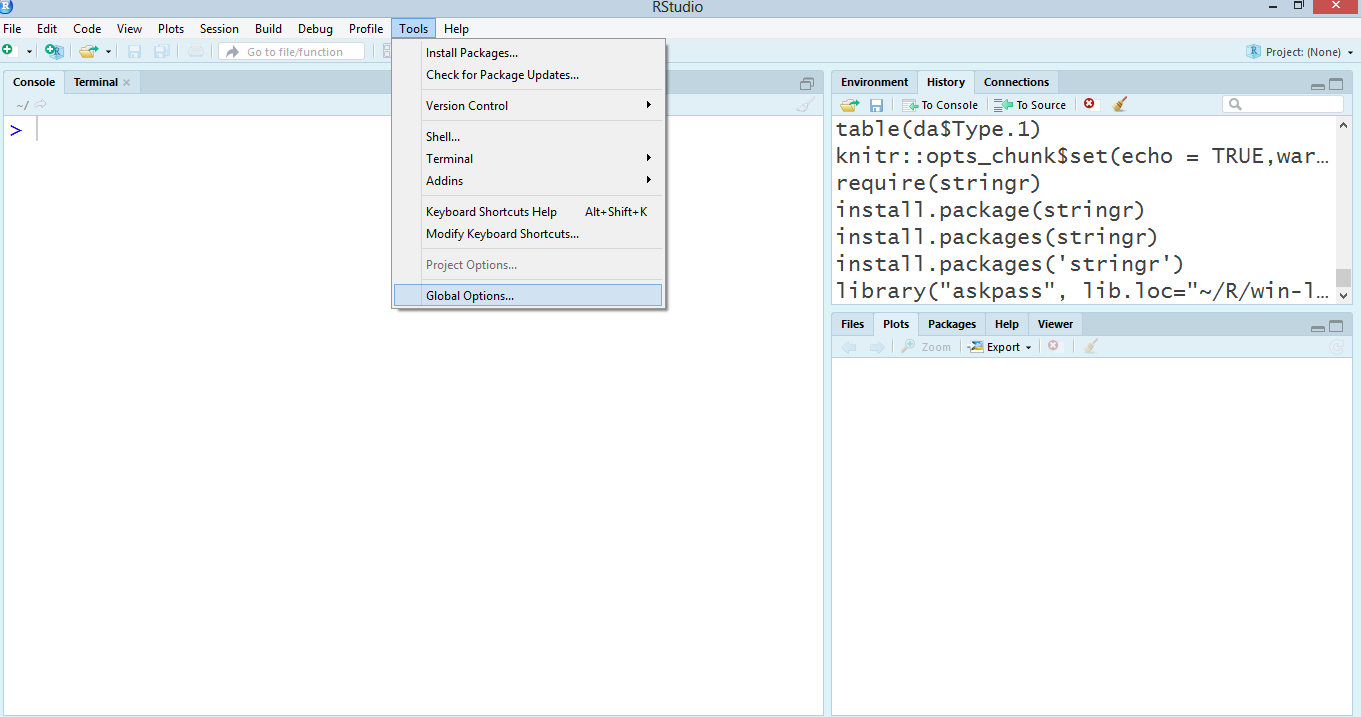 R RStudio
File Edit Code View Plots Session Build Debug Profile Tools Help
Go to file/function Project: (None)
Console Terminal
~/
>
Install Packages...
Check for Package Updates...
Version Control
Shell...
Terminal
Addins
Keyboard Shortcuts Help Alt+Shift+K
Modify Keyboard Shortcuts...
Project Options...
Global Options...
Environment History Connections
To Console To Source
table(da$Type.1)
knitr::opts_chunk$set(echo = TRUE,war...
require(stringr)
install.package(stringr)
install.packages(stringr)
install.packages('stringr')
library("askpass", lib.loc="~/R/win-l...
Files Plots Packages Help Viewer
Zoom Export